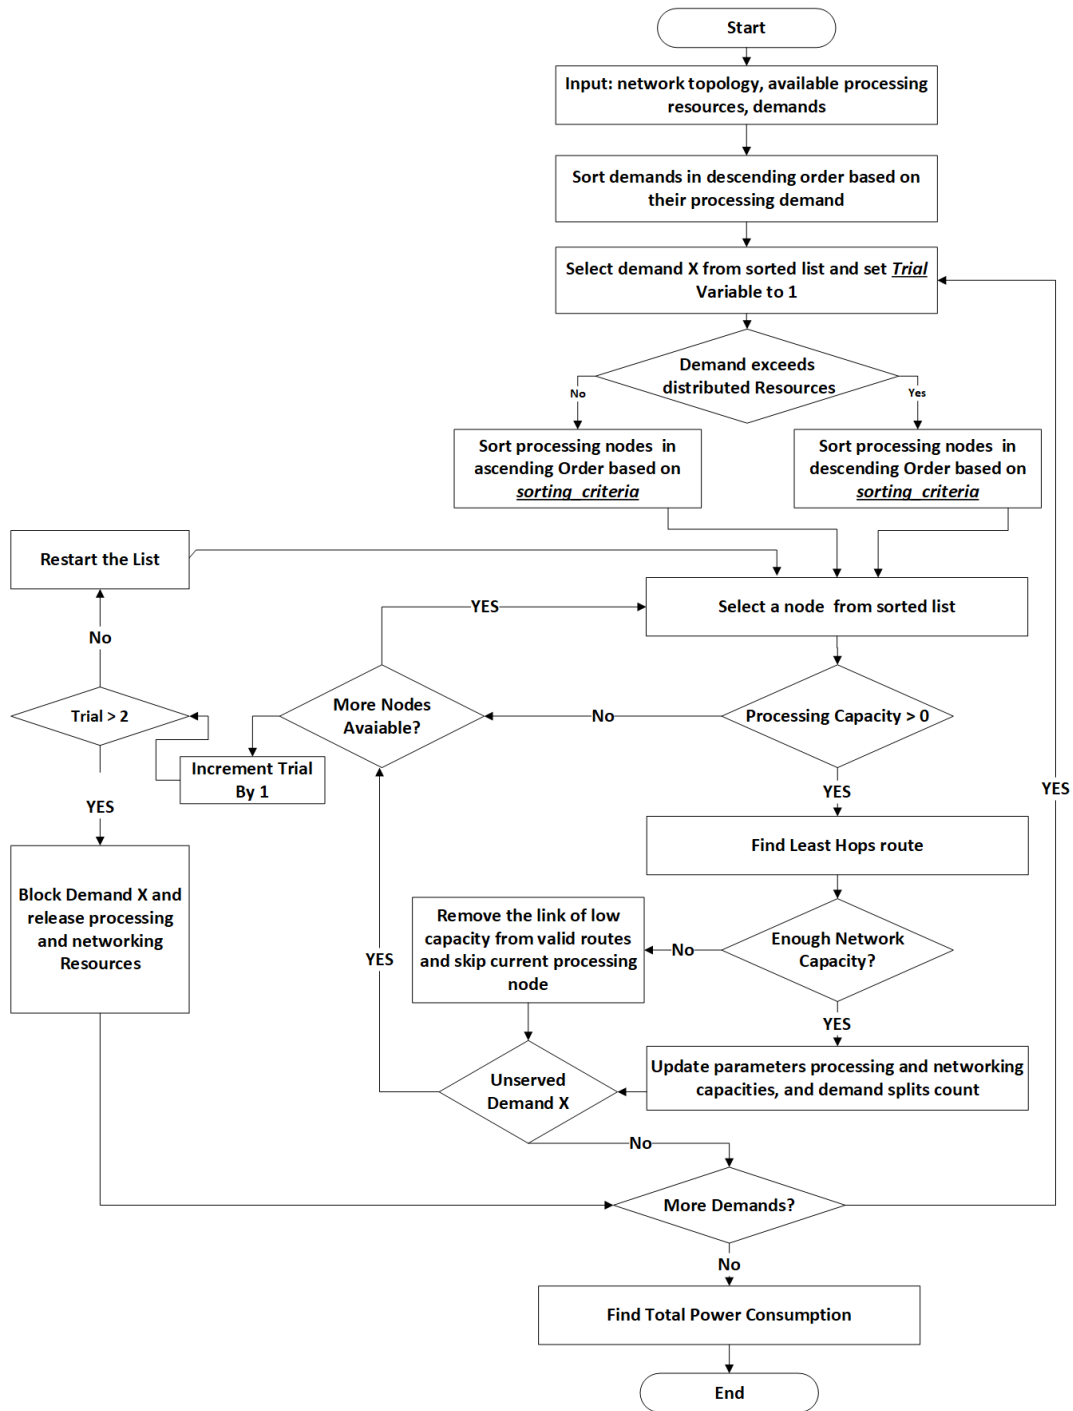 Start
Input: network topology, available processing
resources, demands
Sort demands in descending order based on
their processing demand
Select demand X from sorted list and set Trial
Variable to 1
Demand exceeds
distributed Resources
No
Yes
Sort processing nodes in
ascending Order based on
sorting_criteria
Sort processing nodes in
descending Order based on
sorting_criteria
Restart the List
YES
Select a node from sorted list
No
Trial > 2
More Nodes
Avaiable?
No
Processing Capacity > 0
Increment Trial
By 1
YES
YES
YES
Find Least Hops route
Block Demand X and
release processing
and networking
Resources
Remove the link of low
capacity from valid routes
and skip current processing
node
No
Enough Network
Capacity?
YES
YES
Unserved
Demand X
Update parameters processing and networking
capacities, and demand splits count
No
More Demands?
No
Find Total Power Consumption
End